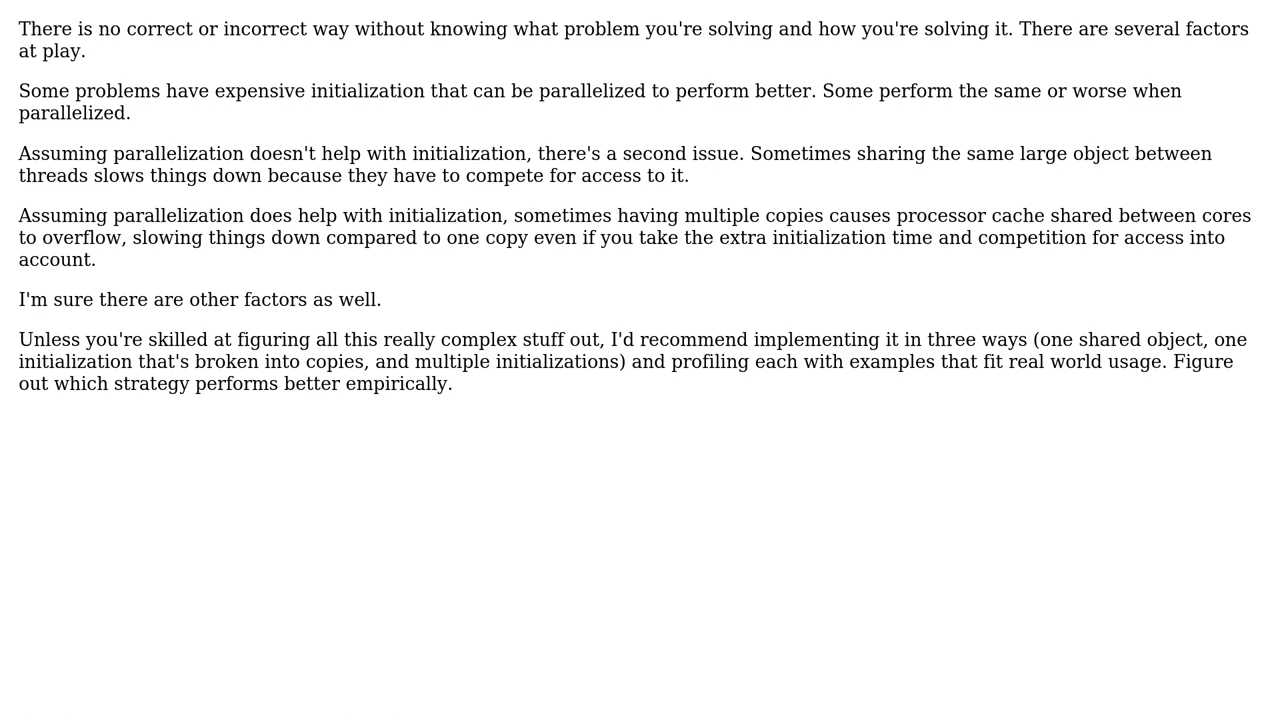 There is no correct or incorrect way without knowing what problem you're solving and how you're solving it. There are several factors
at play.
Some problems have expensive initialization that can be parallelized to perform better. Some perform the same or worse when
parallelized.
Assuming parallelization doesn't help with initialization, there's a second issue. Sometimes sharing the same large object between
threads slows things down because they have to compete for access to it.
Assuming parallelization does help with initialization, sometimes having multiple copies causes processor cache shared between cores
to overflow, slowing things down compared to one copy even if you take the extra initialization time and competition for access into
account.
I'm sure there are other factors as well.
Unless you're skilled at figuring all this really complex stuff out, I'd recommend implementing it in three ways (one shared object, one
initialization that's broken into copies, and multiple initializations) and profiling each with examples that fit real world usage. Figure
out which strategy performs better empirically.